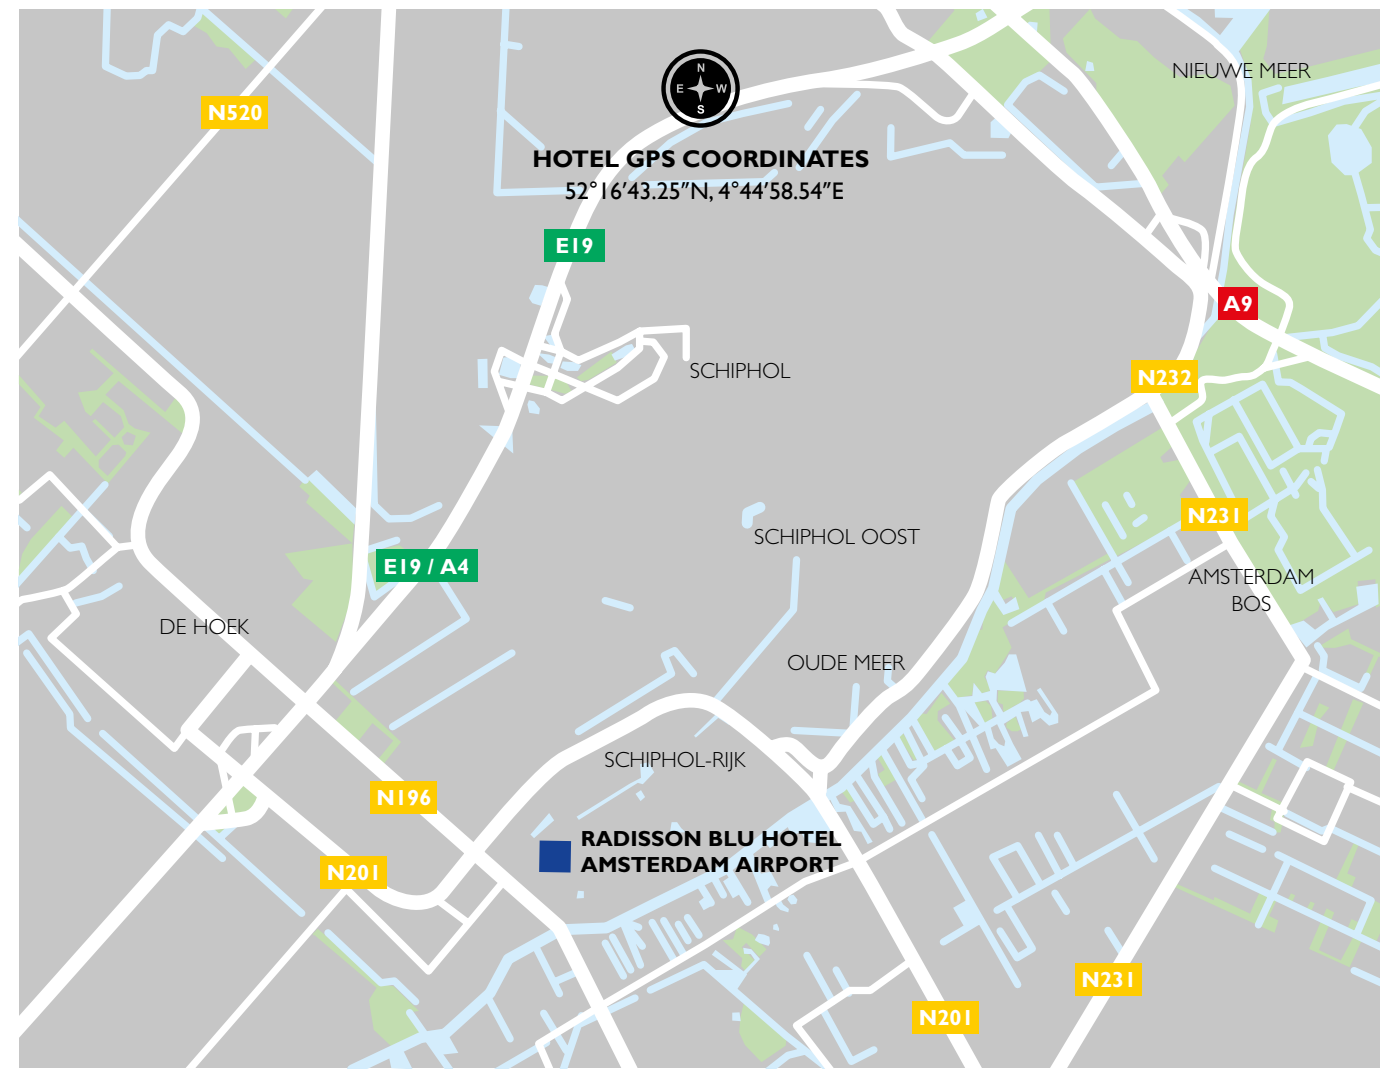 NIEUWE MEER
N
E W
S
N520
HOTEL GPS COORDINATES
52°16′43.25″N, 4°44′58.54″E
E19
A9
SCHIPHOL
N232
N231
SCHIPHOL OOST
E19 / A4
AMSTERDAM
BOS
DE HOEK
OUDE MEER
SCHIPHOL-RIJK
N196
RADISSON BLU HOTEL
AMSTERDAM AIRPORT
N201
N231
N201